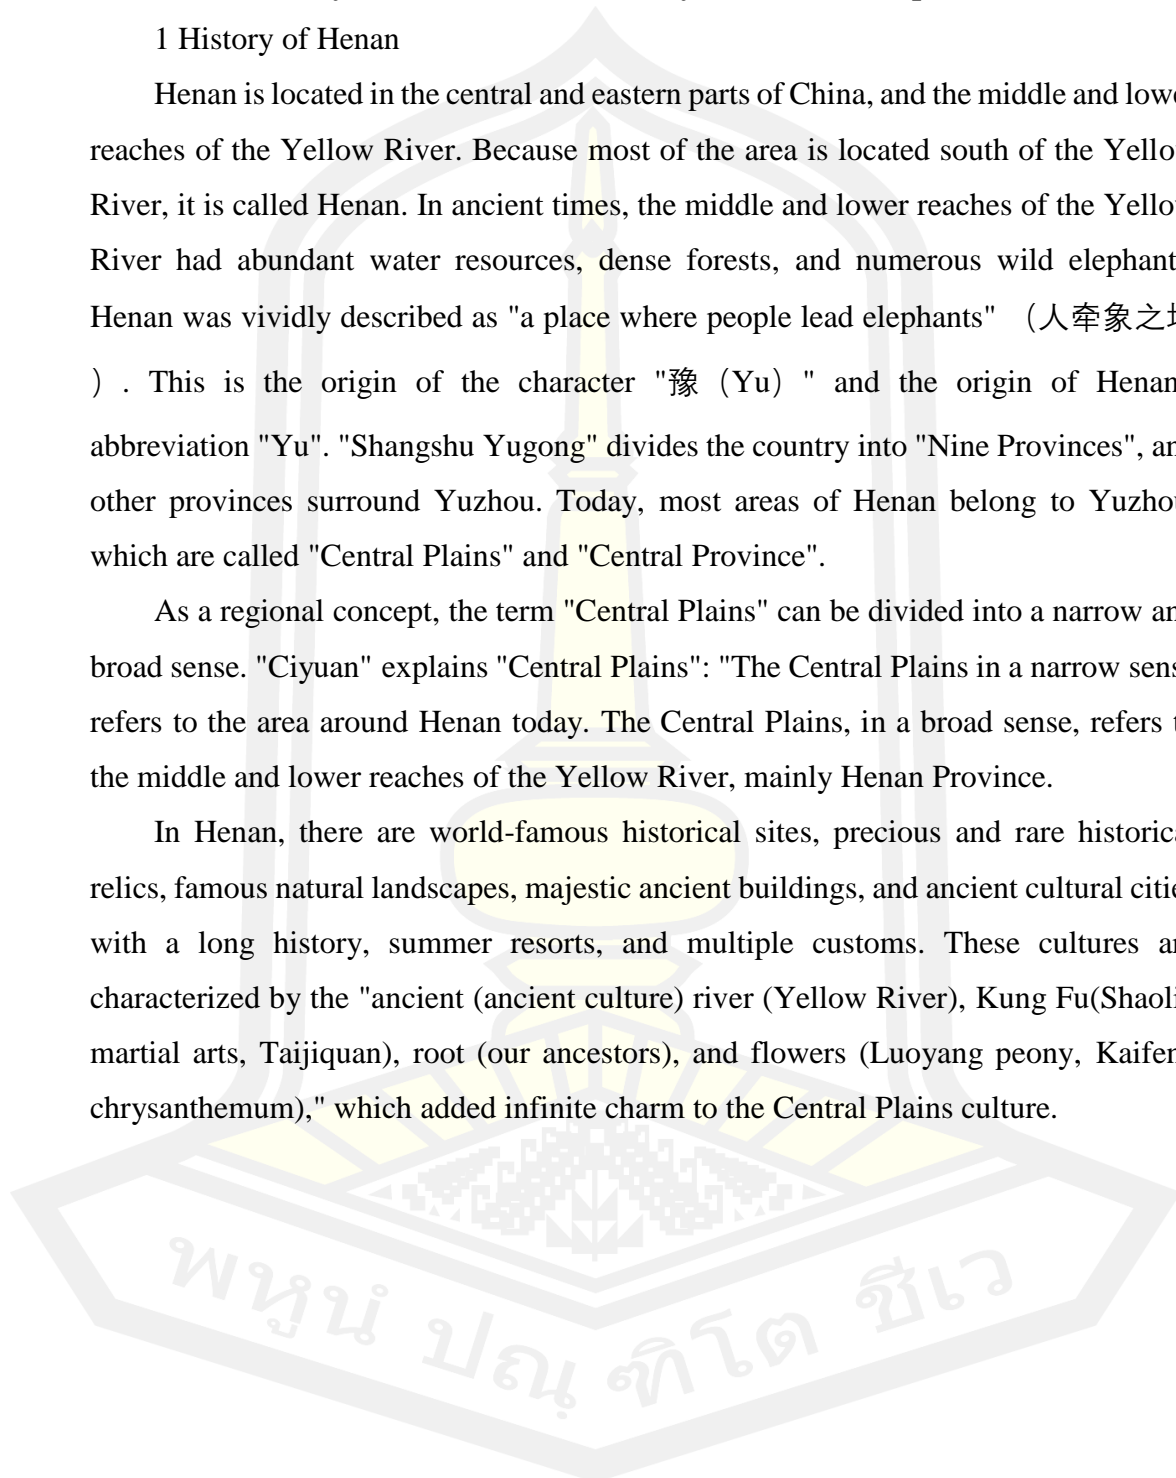 1 History of Henan
Henan is located in the central and eastern parts of China, and the middle and lowe
reaches of the Yellow River. Because most of the area is located south of the Yello
River, it is called Henan. In ancient times, the middle and lower reaches of the Yello
River had abundant water resources, dense forests, and numerous wild elephant
Henan was vividly described as "a place where people lead elephants" （人牵象之地
）. This is the origin of the character "豫（Yu）" and the origin of Henan
abbreviation "Yu". "Shangshu Yugong" divides the country into "Nine Provinces", an
other provinces surround Yuzhou. Today, most areas of Henan belong to Yuzhou
which are called "Central Plains" and "Central Province".
As a regional concept, the term "Central Plains" can be divided into a narrow an
broad sense. "Ciyuan" explains "Central Plains": "The Central Plains in a narrow sens
refers to the area around Henan today. The Central Plains, in a broad sense, refers t
the middle and lower reaches of the Yellow River, mainly Henan Province.
In Henan, there are world-famous historical sites, precious and rare historica
relics, famous natural landscapes, majestic ancient buildings, and ancient cultural citie
with a long history, summer resorts, and multiple customs. These cultures ar
characterized by the "ancient (ancient culture) river (Yellow River), Kung Fu(Shaoli
martial arts, Taijiquan), root (our ancestors), and flowers (Luoyang peony, Kaifen
chrysanthemum)," which added infinite charm to the Central Plains culture.
พหูนํ ปณฺฑิโต ชีเว